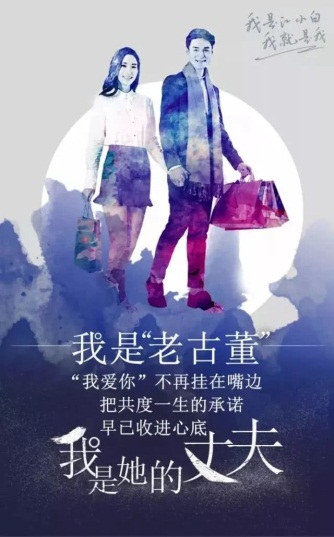 我是江小白
我就是我
我是“老古董”
“我爱你”不再挂在嘴边
把共度一生的承诺
早已收进心底
我是她的丈夫